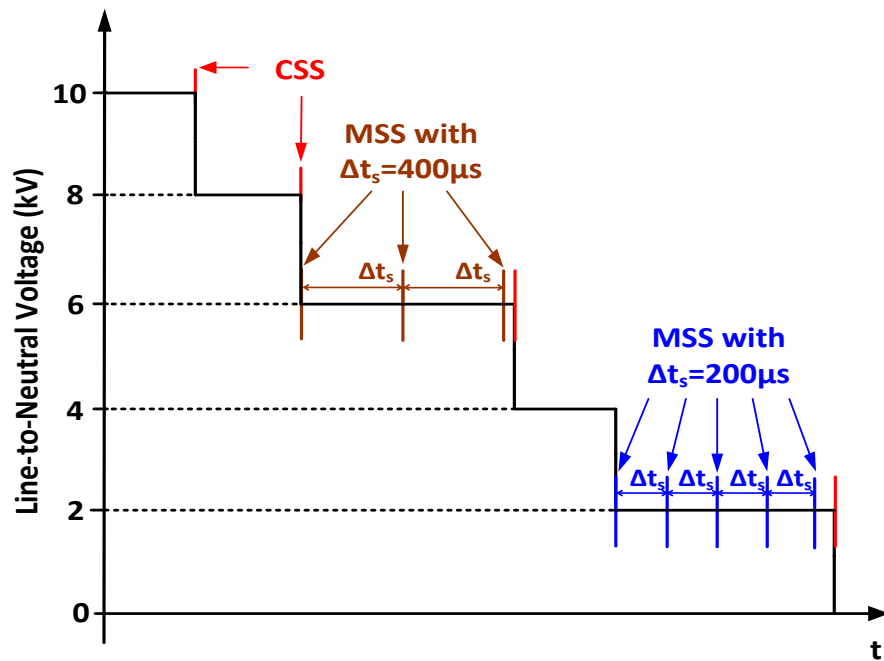 Line-to-Neutral Voltage (kV)
10
8
6
4
2
0
CSS
MSS with
Δtₛ=400μs
Δtₛ
Δtₛ
MSS with
Δtₛ=200μs
Δtₛ
Δtₛ
Δtₛ
Δtₛ
t